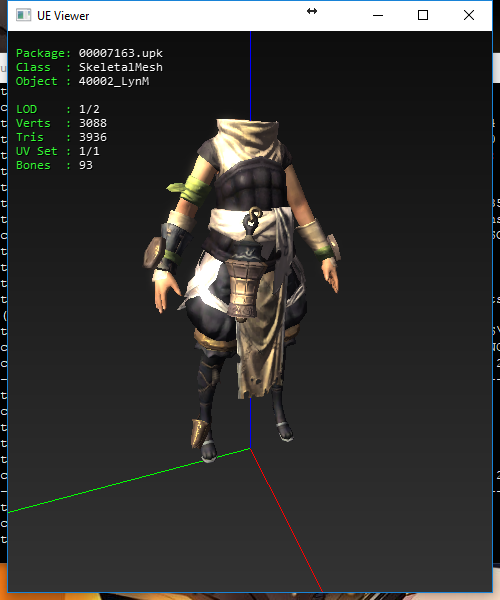 UE Viewer
Package: 00007163.upk
Class : SkeletalMesh
Object : 40002_LynM
LOD : 1/2
Verts : 3088
Tris : 3936
UV Set : 1/1
Bones : 93